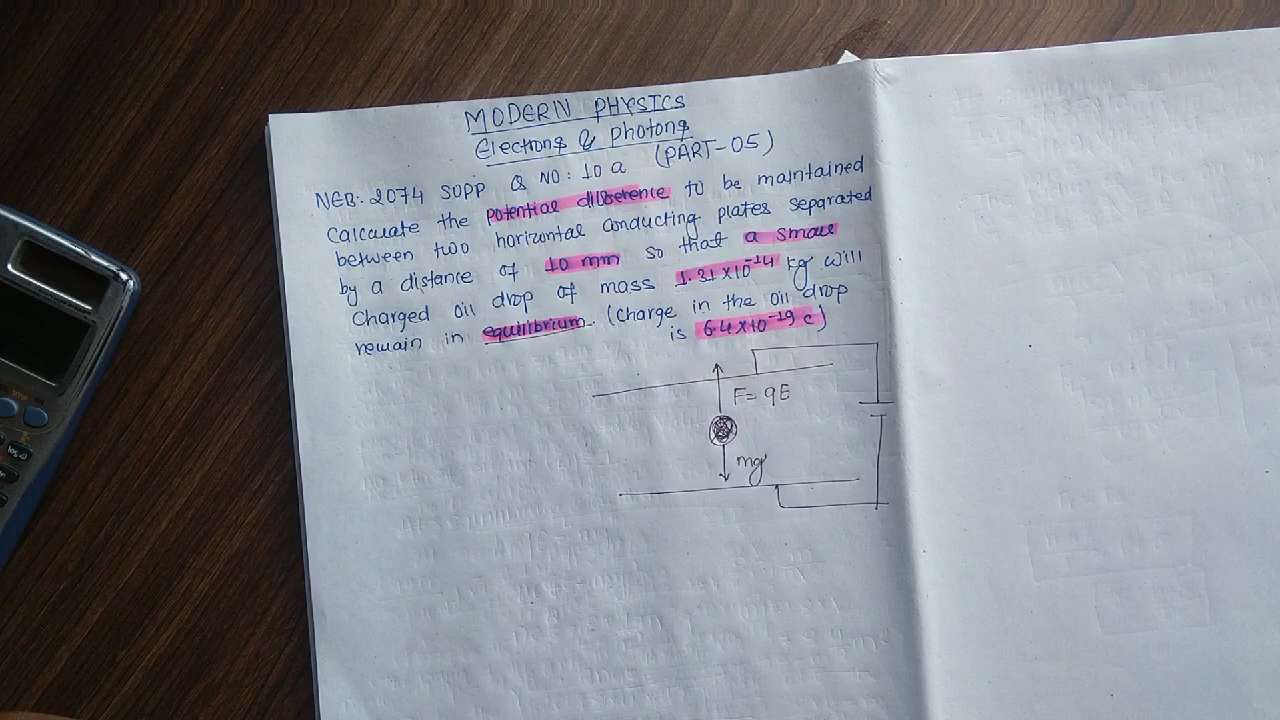 MODERN PHYSICS
Electrons & Photons
(PART-05)
NEB: 2074 SUPP Q NO: 10 a
Calculate the potential difference to be maintained
between two horizontal conducting plates separated
by a distance of 10 mm so that a small
Charged oil drop of mass 1.31×10⁻¹⁴ kg will
remain in equilibrium. (charge in the oil drop
is 6.4×10⁻¹⁹ c)
F= qE
mg